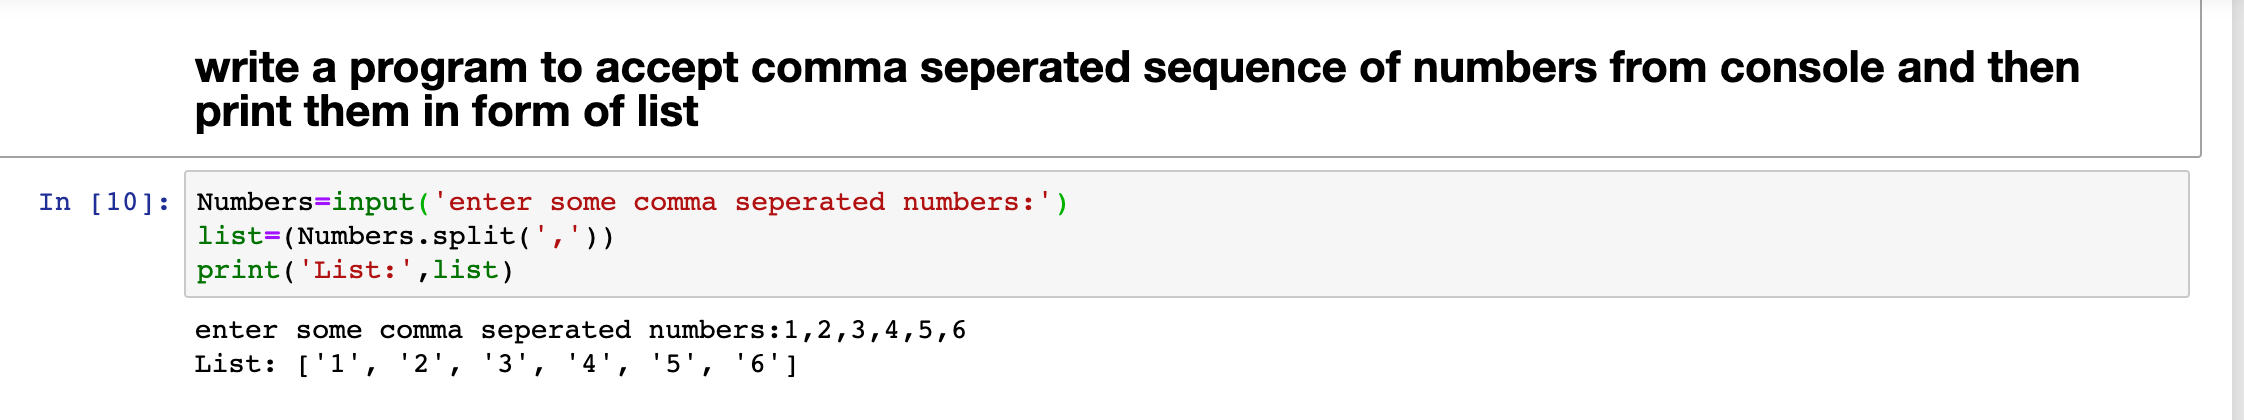 write a program to accept comma seperated sequence of numbers from console and then
print them in form of list
In [10]: Numbers=input('enter some comma seperated numbers:')
list=(Numbers.split(','))
print('List:',list)
enter some comma seperated numbers:1,2,3,4,5,6
List: ['1', '2', '3', '4', '5', '6']